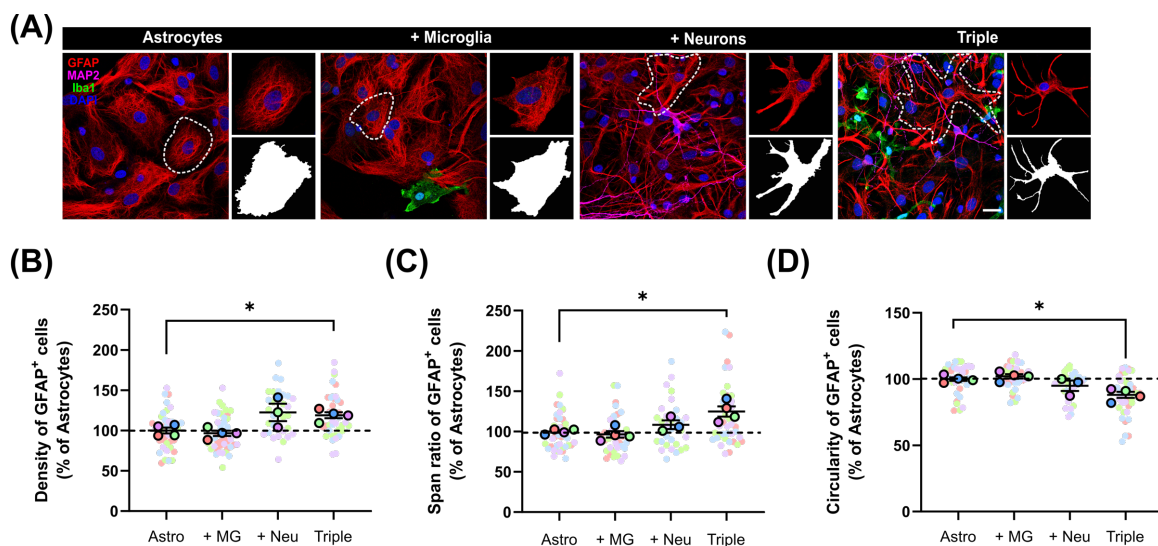 (A)
Astrocytes + Microglia + Neurons Triple
GFAP
MAP2
Iba1
DAPI
(B)
Density of GFAP⁺ cells
(% of Astrocytes)
250
200
150
100
50
0
*
Astro + MG + Neu Triple
(C)
Span ratio of GFAP⁺ cells
(% of Astrocytes)
250
200
150
100
50
0
*
Astro + MG + Neu Triple
(D)
Circularity of GFAP⁺ cells
(% of Astrocytes)
150
100
50
0
*
Astro + MG + Neu Triple